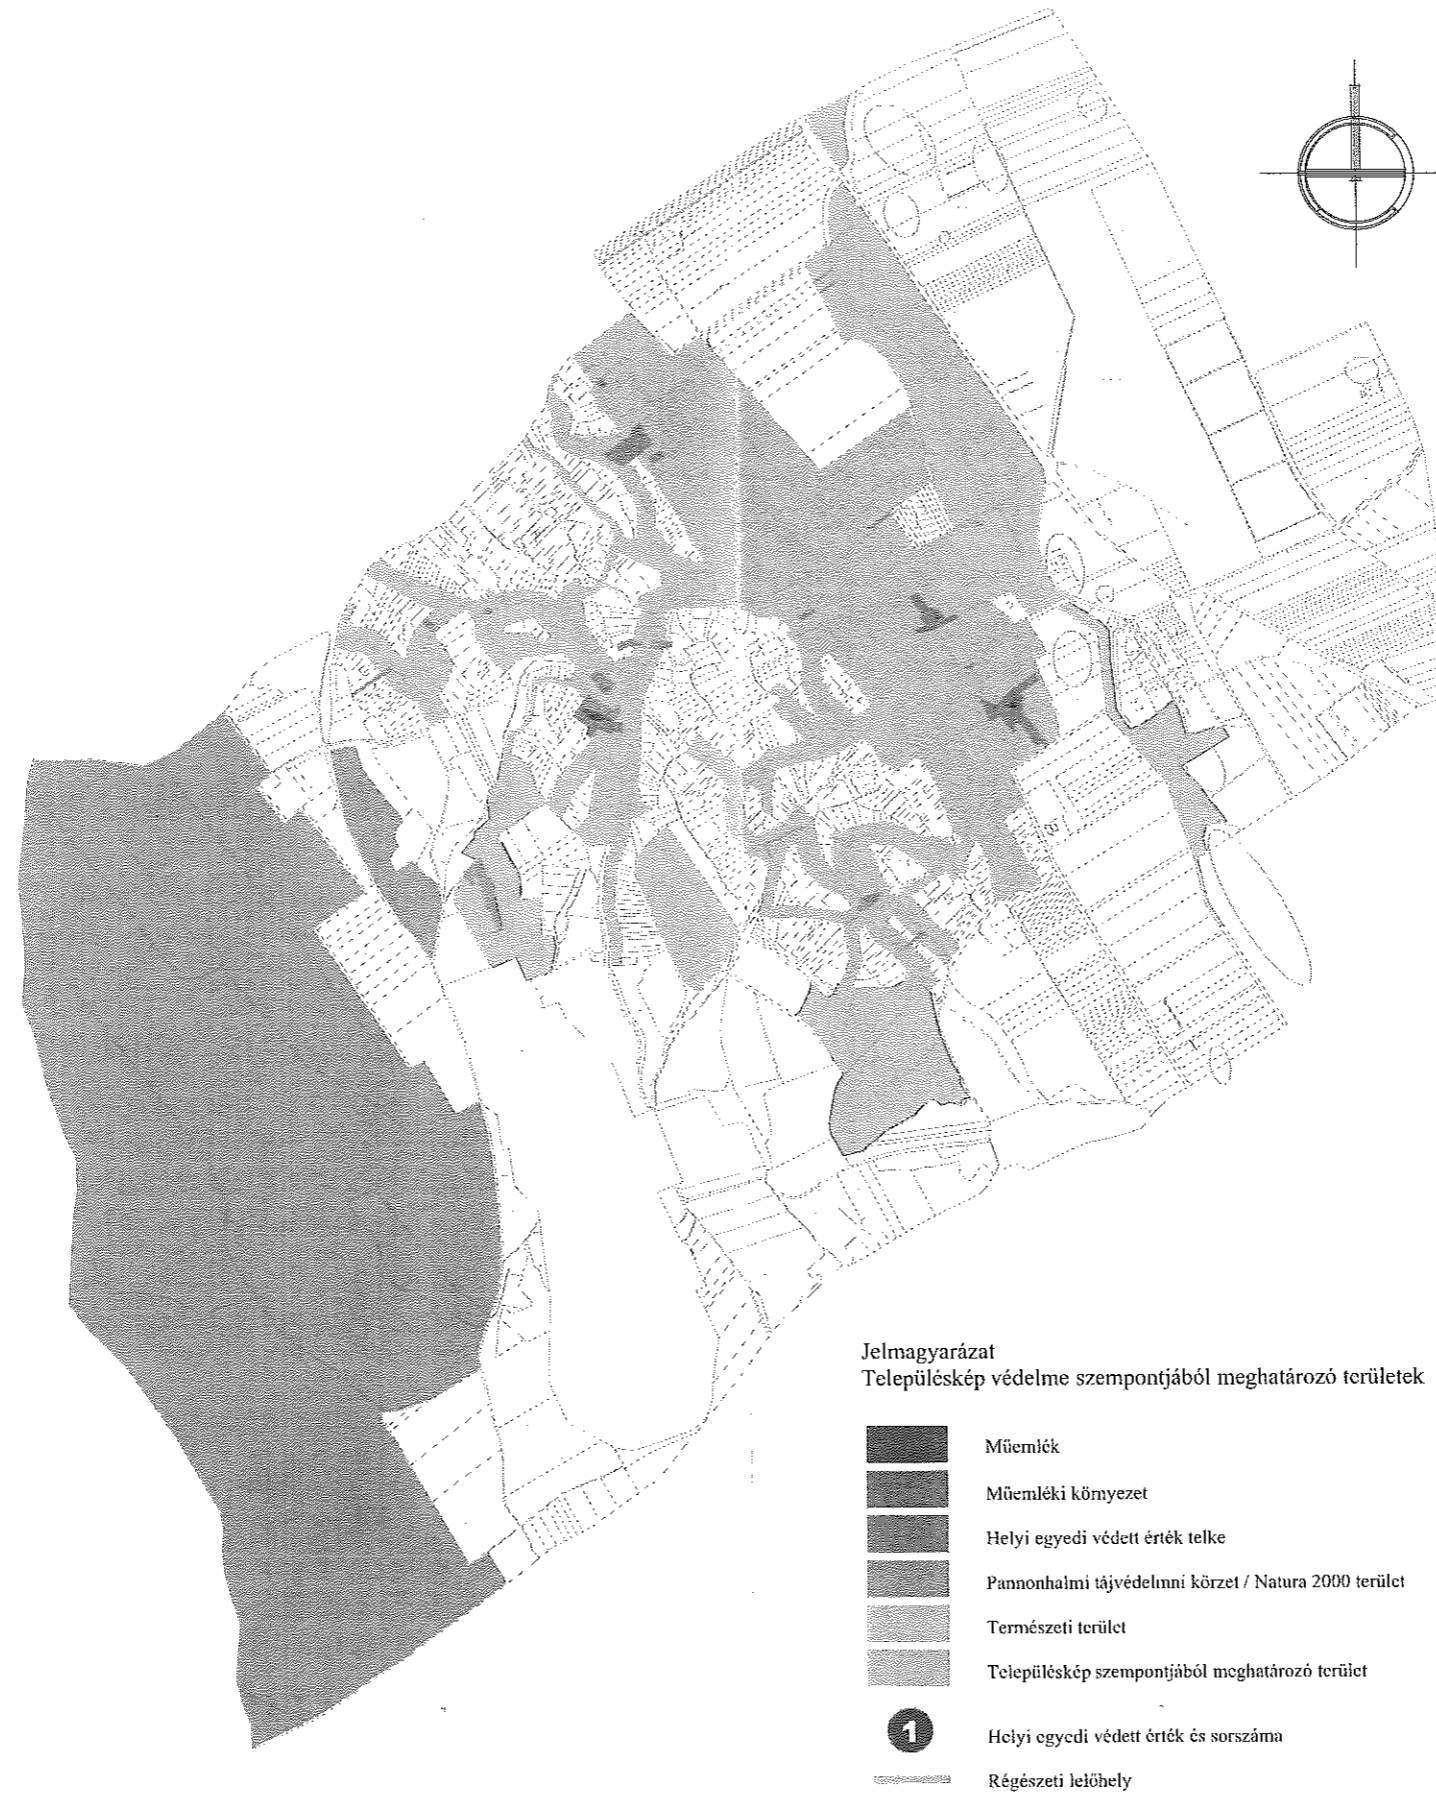 Jelmagyarázat
Településkép védelme szempontjából meghatározó területek
Műemlék
Műemléki környezet
Helyi egyedi védett érték telke
Pannonhalmi tájvédelmni körzet / Natura 2000 terület
Természeti terület
Településkép szempontjából meghatározó terület
1
Helyi egyedi védett érték és sorszáma
Régészeti lelőhely